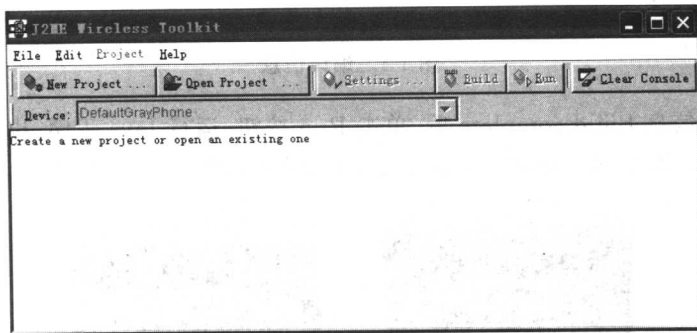 J2ME Wireless Toolkit
File Edit Project Help
New Project ... Open Project ... Settings ... Build Run Clear Console
Device: DefaultGrayPhone
Create a new project or open an existing one